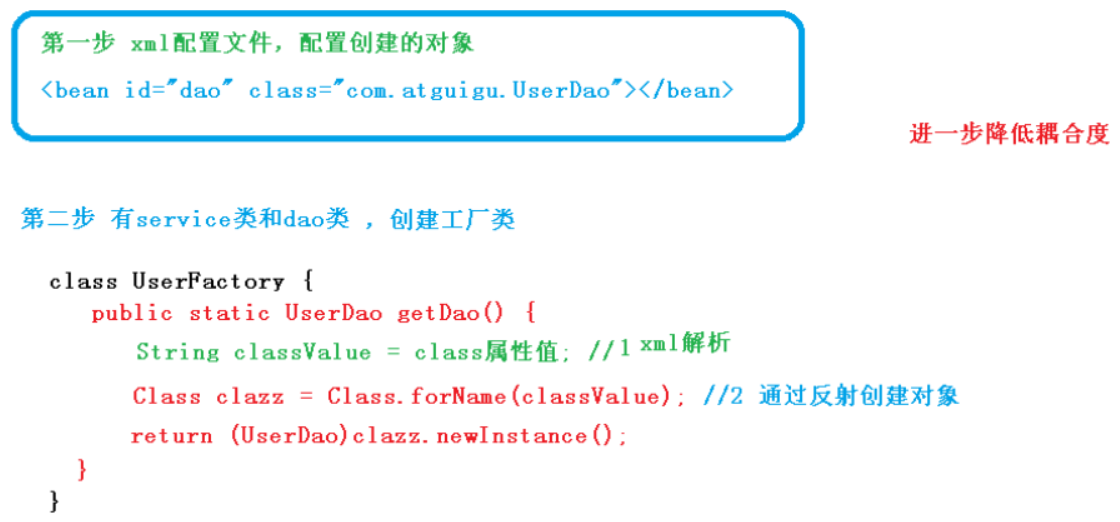 第一步 xml配置文件，配置创建的对象
<bean id="dao" class="com.atguigu.UserDao"></bean>
进一步降低耦合度
第二步 有service类和dao类 ，创建工厂类
class UserFactory {
public static UserDao getDao() {
String classValue = class属性值; //1 xml解析
Class clazz = Class.forName(classValue); //2 通过反射创建对象
return (UserDao)clazz.newInstance();
}
}